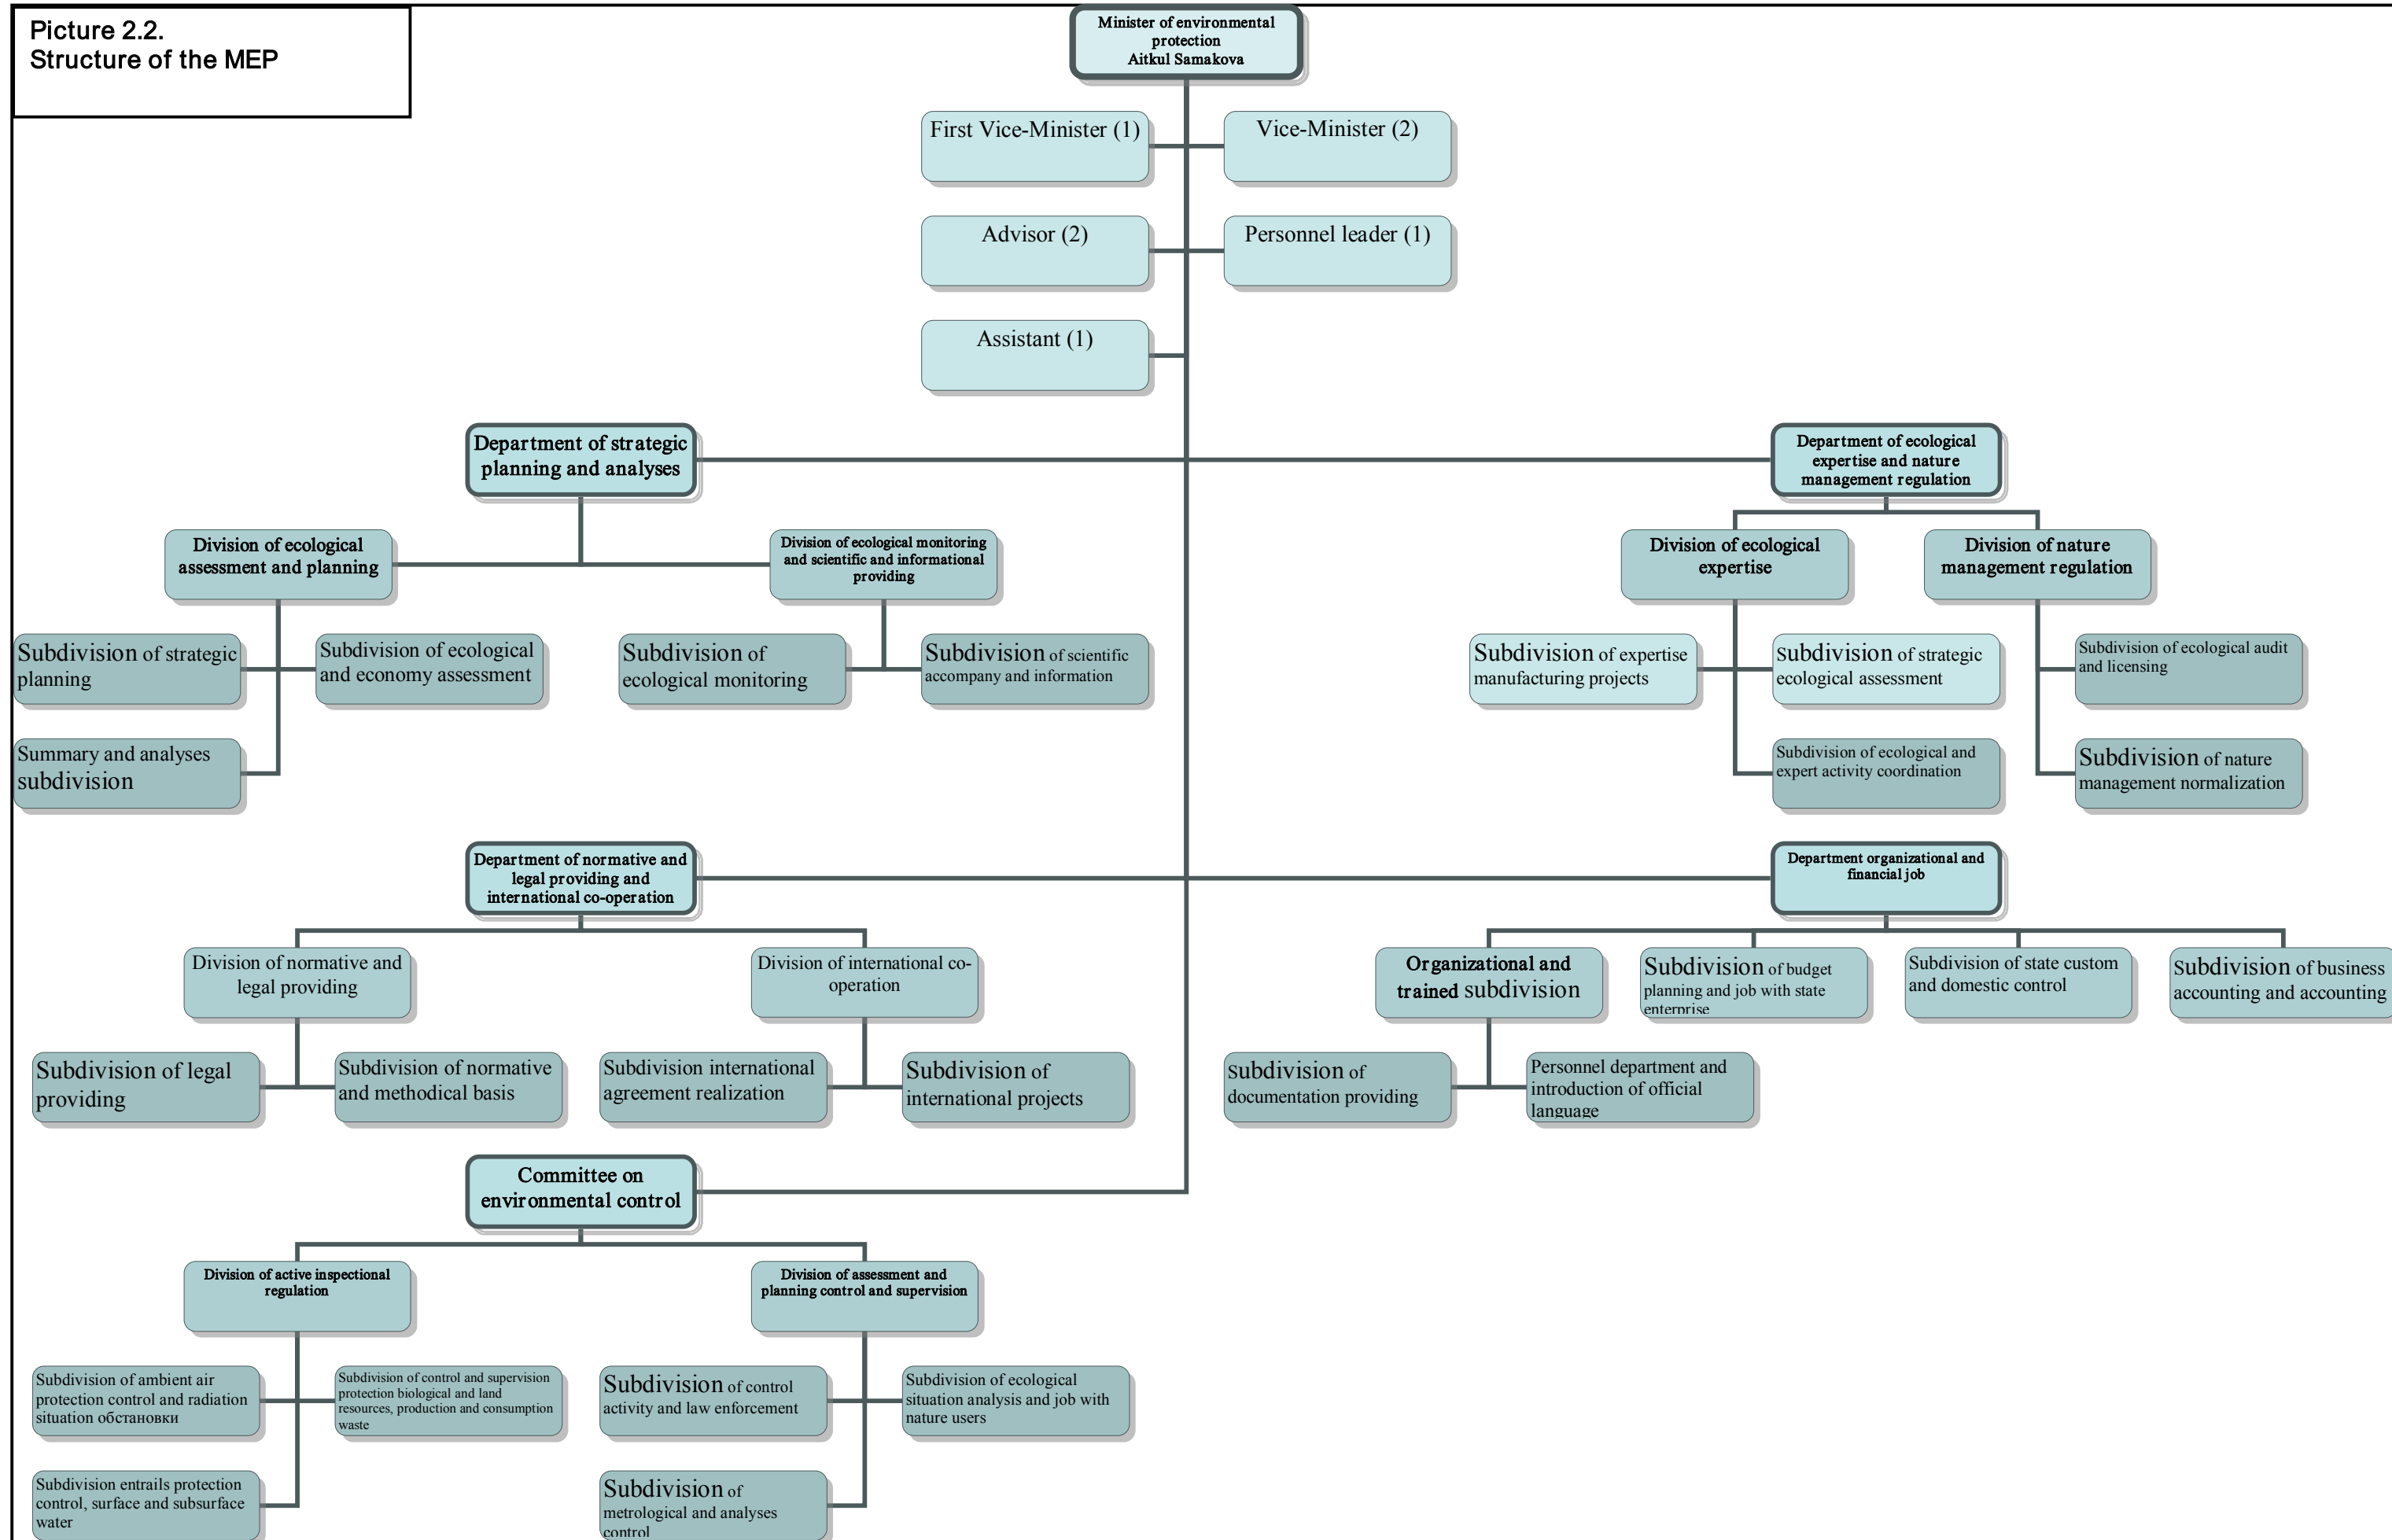 Picture 2.2.
Structure of the MEP
Minister of environmental
protection
Aitkul Samakova
First Vice-Minister (1)
Vice-Minister (2)
Advisor (2)
Personnel leader (1)
Assistant (1)
Department of strategic
planning and analyses
Department of ecological
expertise and nature
management regulation
Division of ecological
assessment and planning
Division of ecological monitoring
and scientific and informational
providing
Division of ecological
expertise
Division of nature
management regulation
Subdivision of strategic
planning
Subdivision of ecological
and economy assessment
Subdivision of
ecological monitoring
Subdivision of scientific
accompany and information
Subdivision of expertise
manufacturing projects
Subdivision of strategic
ecological assessment
Subdivision of ecological audit
and licensing
Summary and analyses
subdivision
Subdivision of ecological and
expert activity coordination
Subdivision of nature
management normalization
Department of normative and
legal providing and
international co-operation
Department organizational and
financial job
Division of normative and
legal providing
Division of international co-
operation
Organizational and
trained subdivision
Subdivision of budget
planning and job with state
enterprise
Subdivision of state custom
and domestic control
Subdivision of business
accounting and accounting
Subdivision of legal
providing
Subdivision of normative
and methodical basis
Subdivision international
agreement realization
Subdivision of
international projects
Subdivision of
documentation providing
Personnel department and
introduction of official
language
Committee on
environmental control
Division of active inspectional
regulation
Division of assessment and
planning control and supervision
Subdivision of ambient air
protection control and radiation
situation обстановки
Subdivision of control and supervision
protection biological and land
resources, production and consumption
waste
Subdivision of control
activity and law enforcement
Subdivision of ecological
situation analysis and job with
nature users
Subdivision entrails protection
control, surface and subsurface
water
Subdivision of
metrological and analyses
control